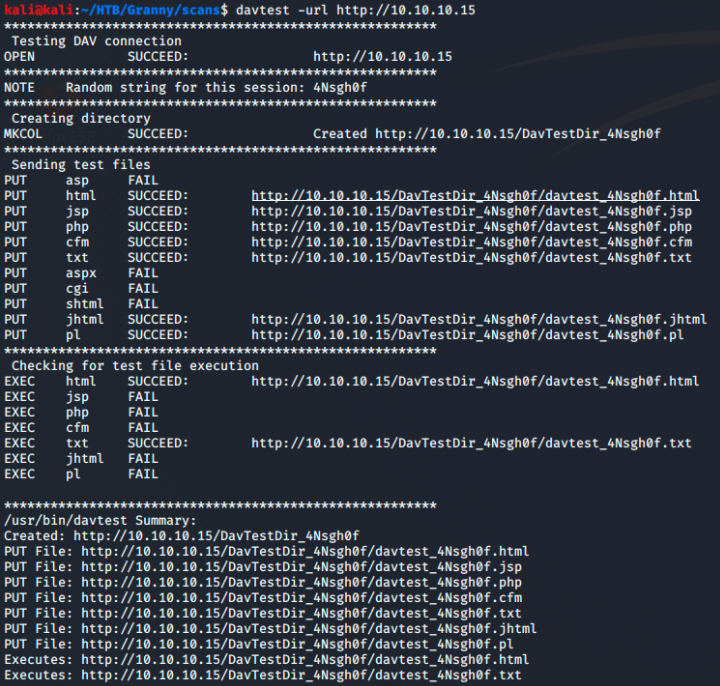 kali@kali:~/HTB/Granny/scans$ davtest -url http://10.10.10.15
********************************************************
 Testing DAV connection
OPEN            SUCCEED:                http://10.10.10.15
********************************************************
NOTE    Random string for this session: 4Nsgh0f
********************************************************
 Creating directory
MKCOL           SUCCEED:                Created http://10.10.10.15/DavTestDir_4Nsgh0f
********************************************************
 Sending test files
PUT     asp     FAIL
PUT     html    SUCCEED:        http://10.10.10.15/DavTestDir_4Nsgh0f/davtest_4Nsgh0f.html
PUT     jsp     SUCCEED:        http://10.10.10.15/DavTestDir_4Nsgh0f/davtest_4Nsgh0f.jsp
PUT     php     SUCCEED:        http://10.10.10.15/DavTestDir_4Nsgh0f/davtest_4Nsgh0f.php
PUT     cfm     SUCCEED:        http://10.10.10.15/DavTestDir_4Nsgh0f/davtest_4Nsgh0f.cfm
PUT     txt     SUCCEED:        http://10.10.10.15/DavTestDir_4Nsgh0f/davtest_4Nsgh0f.txt
PUT     aspx    FAIL
PUT     cgi     FAIL
PUT     shtml   FAIL
PUT     jhtml   SUCCEED:        http://10.10.10.15/DavTestDir_4Nsgh0f/davtest_4Nsgh0f.jhtml
PUT     pl      SUCCEED:        http://10.10.10.15/DavTestDir_4Nsgh0f/davtest_4Nsgh0f.pl
********************************************************
 Checking for test file execution
EXEC    html    SUCCEED:        http://10.10.10.15/DavTestDir_4Nsgh0f/davtest_4Nsgh0f.html
EXEC    jsp     FAIL
EXEC    php     FAIL
EXEC    cfm     FAIL
EXEC    txt     SUCCEED:        http://10.10.10.15/DavTestDir_4Nsgh0f/davtest_4Nsgh0f.txt
EXEC    jhtml   FAIL
EXEC    pl      FAIL
********************************************************
/usr/bin/davtest Summary:
Created: http://10.10.10.15/DavTestDir_4Nsgh0f
PUT File: http://10.10.10.15/DavTestDir_4Nsgh0f/davtest_4Nsgh0f.html
PUT File: http://10.10.10.15/DavTestDir_4Nsgh0f/davtest_4Nsgh0f.jsp
PUT File: http://10.10.10.15/DavTestDir_4Nsgh0f/davtest_4Nsgh0f.php
PUT File: http://10.10.10.15/DavTestDir_4Nsgh0f/davtest_4Nsgh0f.cfm
PUT File: http://10.10.10.15/DavTestDir_4Nsgh0f/davtest_4Nsgh0f.txt
PUT File: http://10.10.10.15/DavTestDir_4Nsgh0f/davtest_4Nsgh0f.jhtml
PUT File: http://10.10.10.15/DavTestDir_4Nsgh0f/davtest_4Nsgh0f.pl
Executes: http://10.10.10.15/DavTestDir_4Nsgh0f/davtest_4Nsgh0f.html
Executes: http://10.10.10.15/DavTestDir_4Nsgh0f/davtest_4Nsgh0f.txt